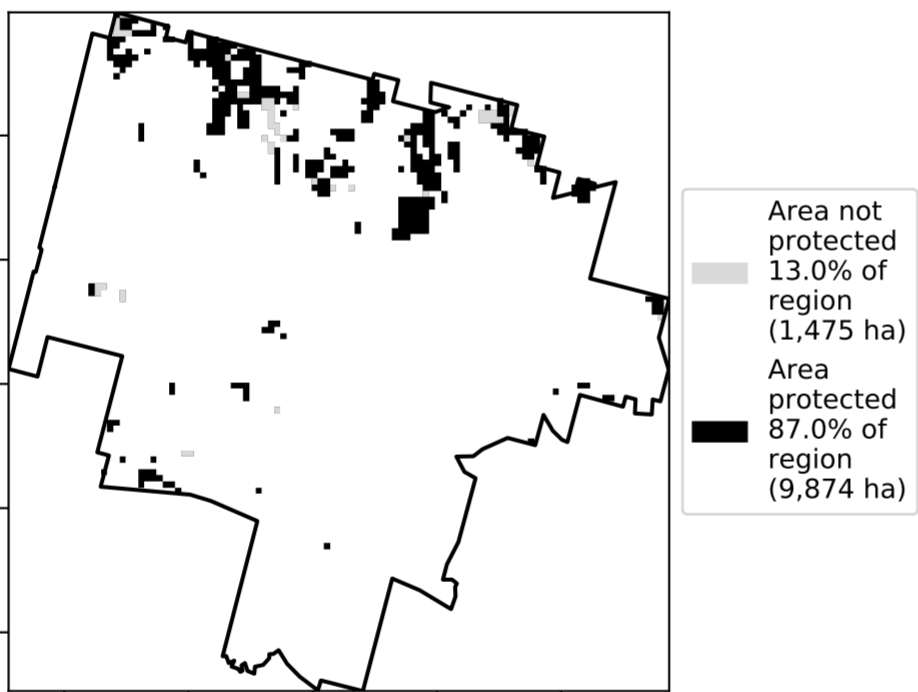 Area not
protected
13.0% of
region
(1,475 ha)
Area
protected
87.0% of
region
(9,874 ha)